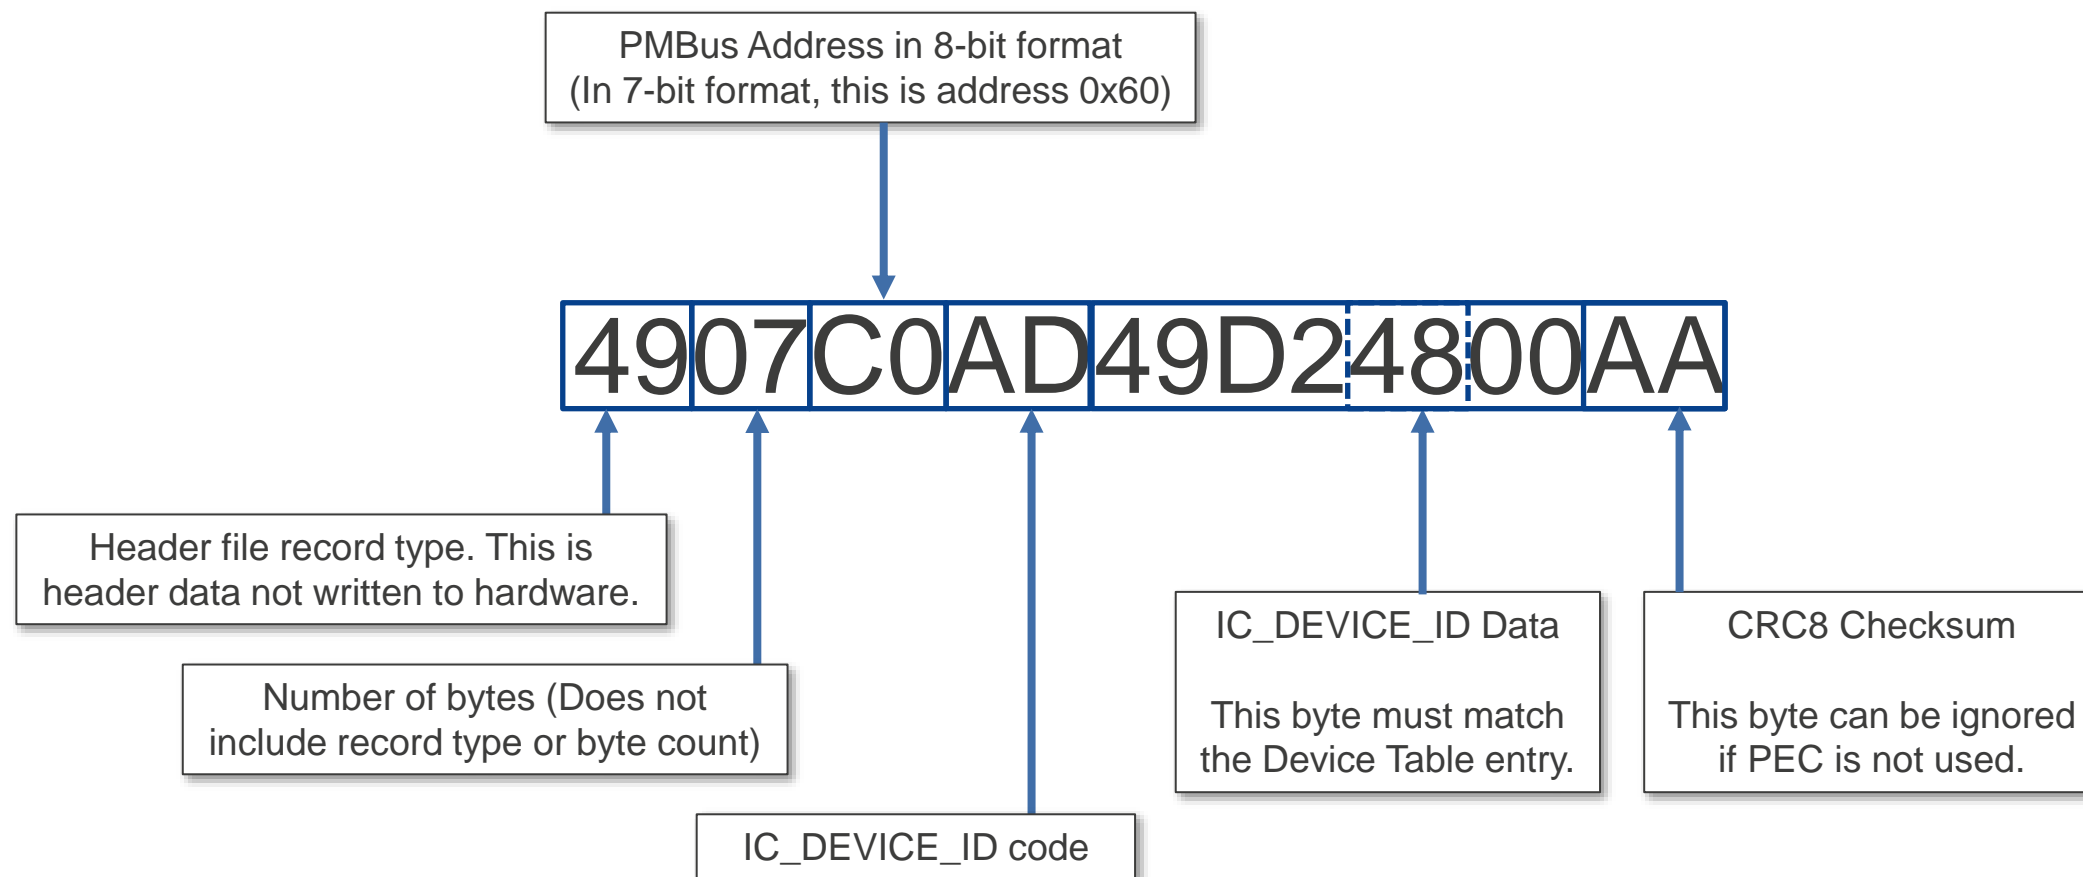 PMBus Address in 8-bit format
(In 7-bit format, this is address 0x60)
4907C0AD49D24800AA
Header file record type. This is
header data not written to hardware.
Number of bytes (Does not
include record type or byte count)
IC_DEVICE_ID code
IC_DEVICE_ID Data
This byte must match
the Device Table entry.
CRC8 Checksum
This byte can be ignored
if PEC is not used.